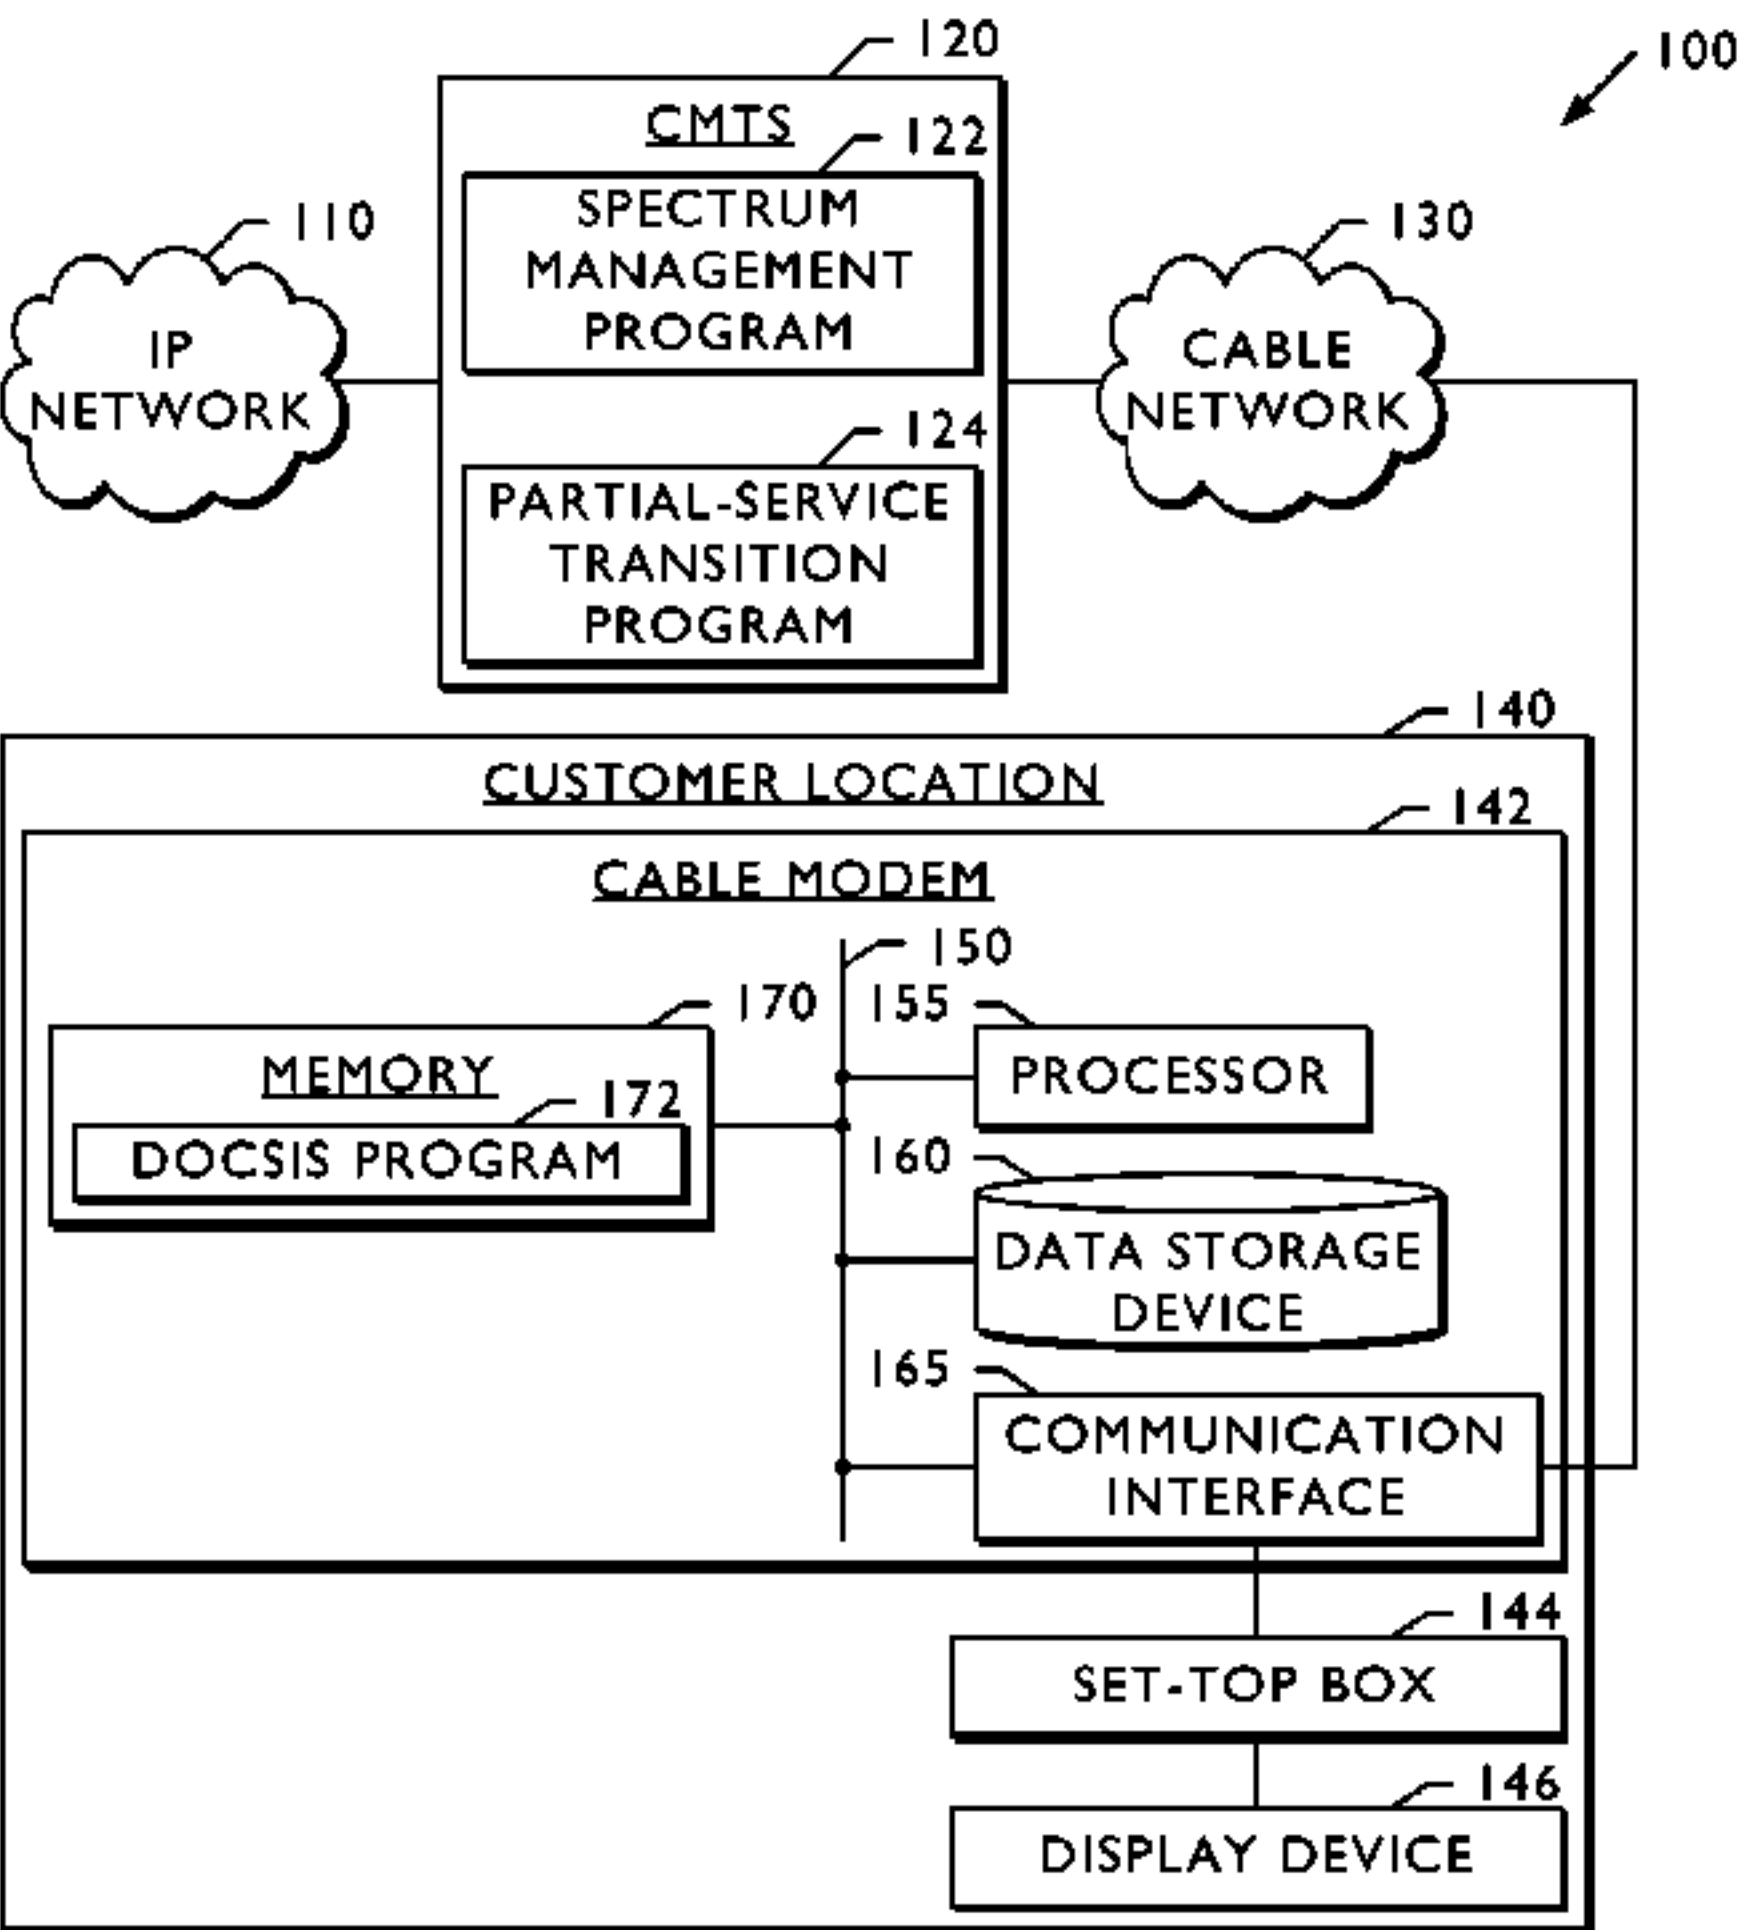 120
100
CMTS
122
SPECTRUM
MANAGEMENT
PROGRAM
110
IP
NETWORK
130
CABLE
NETWORK
124
PARTIAL-SERVICE
TRANSITION
PROGRAM
140
CUSTOMER LOCATION
142
CABLE MODEM
150
170
MEMORY
172
DOCSIS PROGRAM
155
PROCESSOR
160
DATA STORAGE
DEVICE
165
COMMUNICATION
INTERFACE
144
SET-TOP BOX
146
DISPLAY DEVICE